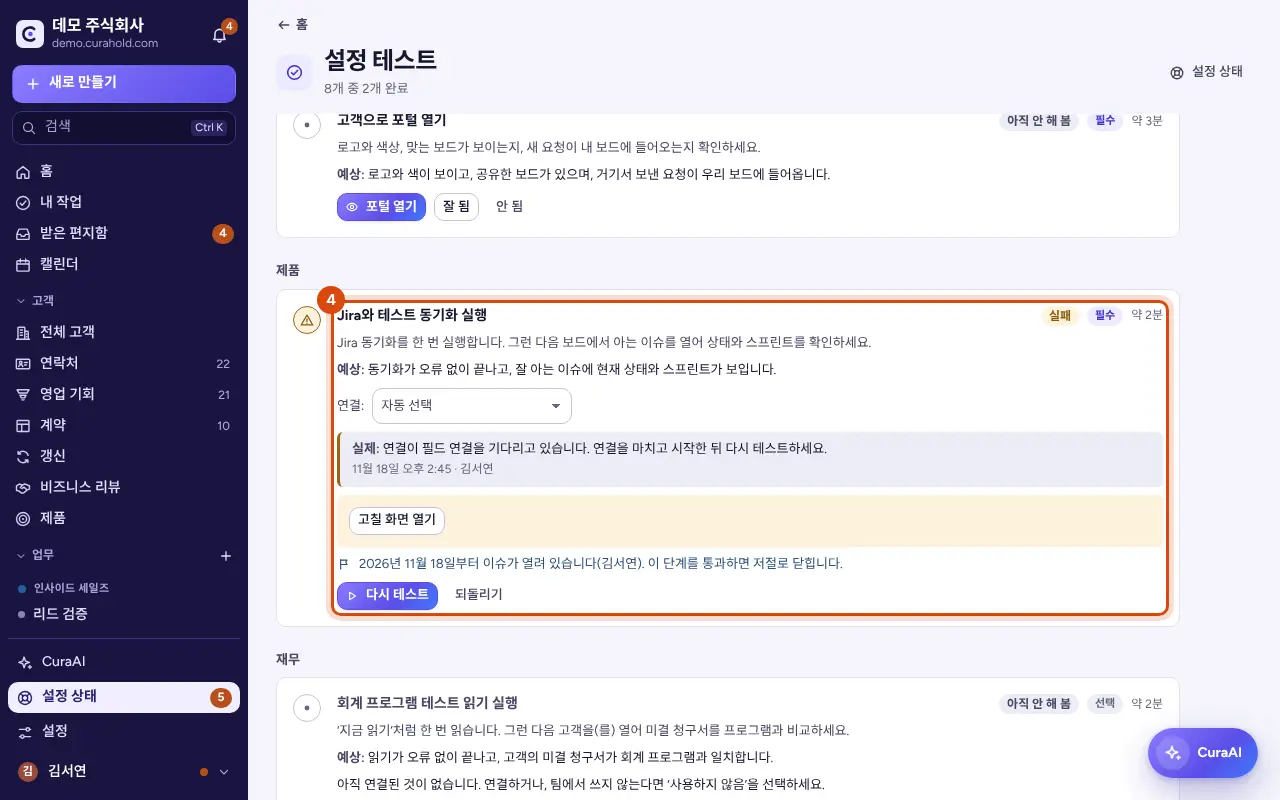 데모 주식회사
demo.curahold.com
4
새로 만들기
검색
Ctrl K
홈
내 작업
받은 편지함
4
캘린더
고객
전체 고객
연락처
22
영업 기회
21
계약
10
갱신
비즈니스 리뷰
제품
업무
인사이드 세일즈
리드 검증
CuraAI
설정 상태
5
설정
김
김서연
← 홈
설정 테스트
8개 중 2개 완료
설정 상태
고객으로 포털 열기
아직 안 해 봄
필수
약 3분
로고와 색상, 맞는 보드가 보이는지, 새 요청이 내 보드에 들어오는지 확인하세요.
예상: 로고와 색이 보이고, 공유한 보드가 있으며, 거기서 보낸 요청이 우리 보드에 들어옵니다.
포털 열기
잘 됨
안 됨
제품
4
Jira와 테스트 동기화 실행
실패
필수
약 2분
Jira 동기화를 한 번 실행합니다. 그런 다음 보드에서 아는 이슈를 열어 상태와 스프린트를 확인하세요.
예상: 동기화가 오류 없이 끝나고, 잘 아는 이슈에 현재 상태와 스프린트가 보입니다.
연결:
자동 선택
실제: 연결이 필드 연결을 기다리고 있습니다. 연결을 마치고 시작한 뒤 다시 테스트하세요.
11월 18일 오후 2:45 · 김서연
고칠 화면 열기
2026년 11월 18일부터 이슈가 열려 있습니다(김서연). 이 단계를 통과하면 저절로 닫힙니다.
다시 테스트
되돌리기
재무
회계 프로그램 테스트 읽기 실행
아직 안 해 봄
선택
약 2분
'지금 읽기'처럼 한 번 읽습니다. 그런 다음 고객을(를) 열어 미결 청구서를 프로그램과 비교하세요.
예상: 읽기가 오류 없이 끝나고, 고객의 미결 청구서가 회계 프로그램과 일치합니다.
아직 연결된 것이 없습니다. 연결하거나, 팀에서 쓰지 않는다면 '사용하지 않음'을 선택하세요.
CuraAI